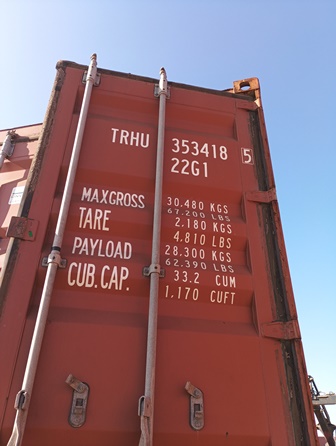 TRHU 353418 5
22G1
MAXGROSS 30.480 KGS
67.200 LBS
TARE 2.180 KGS
4.810 LBS
PAYLOAD 28.300 KGS
62.390 LBS
CUB.CAP. 33.2 CUM
1.170 CUFT